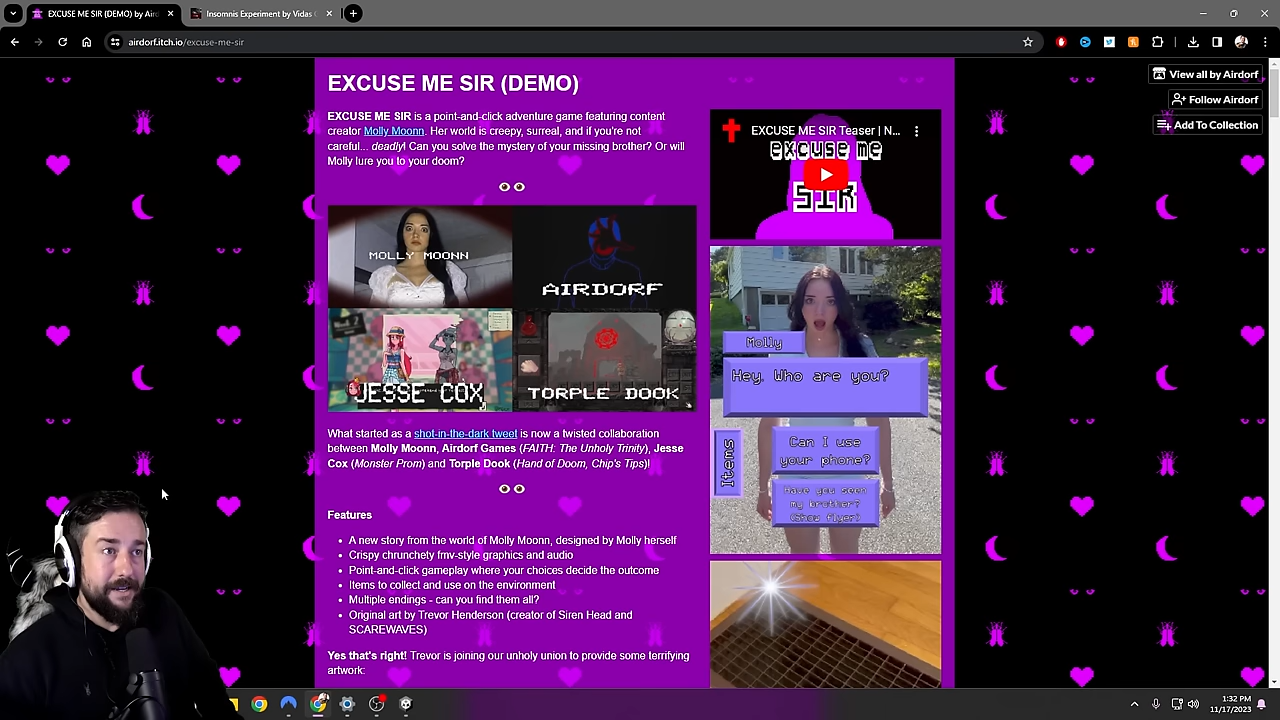 EXCUSE ME SIR (DEMO) by Aird
Insomnis Experiment by Vidas
airdorf.itch.io/excuse-me-sir
View all by Airdorf
Follow Airdorf
Add To Collection
EXCUSE ME SIR (DEMO)
EXCUSE ME SIR is a point-and-click adventure game featuring content
creator Molly Moonn. Her world is creepy, surreal, and if you're not
careful... deadly! Can you solve the mystery of your missing brother? Or will
Molly lure you to your doom?
MOLLY MOONN
AIRDORF
JESSE COX
TORPLE DOOK
What started as a shot-in-the-dark tweet is now a twisted collaboration
between Molly Moonn, Airdorf Games (FAITH: The Unholy Trinity), Jesse
Cox (Monster Prom) and Torple Dook (Hand of Doom, Chip's Tips)!
Features
A new story from the world of Molly Moonn, designed by Molly herself
Crispy chrunchety fmv-style graphics and audio
Point-and-click gameplay where your choices decide the outcome
Items to collect and use on the environment
Multiple endings - can you find them all?
Original art by Trevor Henderson (creator of Siren Head and
SCAREWAVES)
Yes that's right! Trevor is joining our unholy union to provide some terrifying
artwork:
EXCUSE ME SIR Teaser | N...
excuse me
SIR
Molly
Hey. Who are you?
Items
Can I use
your phone?
Have you seen
my brother?
(Show flyer)
1:32 PM
11/17/2023